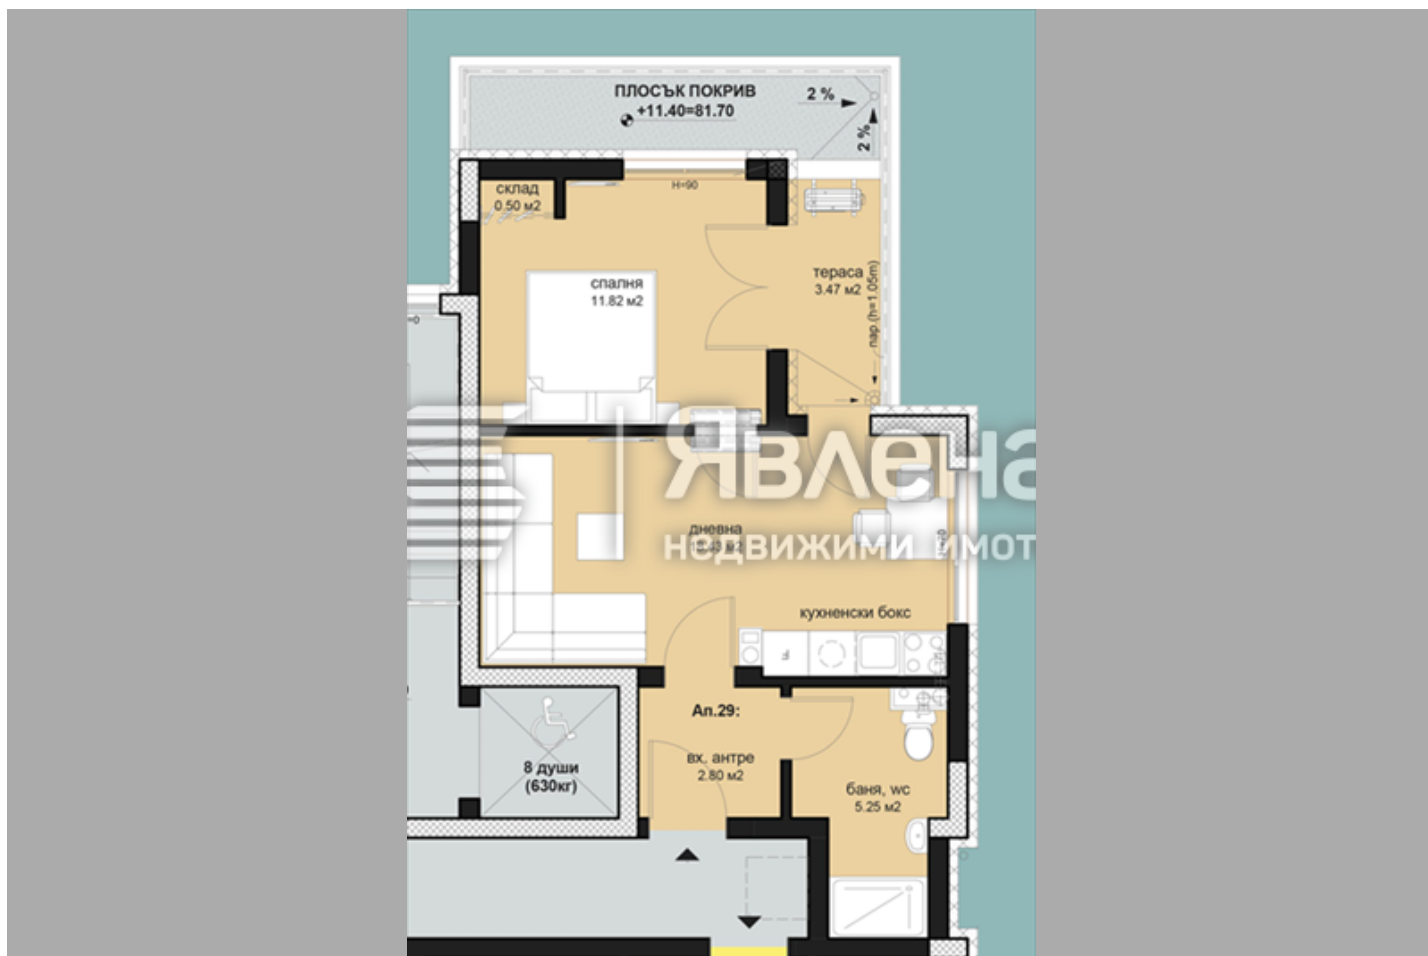 ПЛОСЪК ПОКРИВ
+11.40=81.70
2 %
2 %
склад
0.50 м2
H=90
спалня
11.82 м2
тераса
3.47 м2
пар.(h=1.05m)
Явлена
недвижими имот
дневна
кухненски бокс
F
Ап.29:
вх. антре
2.80 м2
8 души
(630кг)
баня, wc
5.25 м2